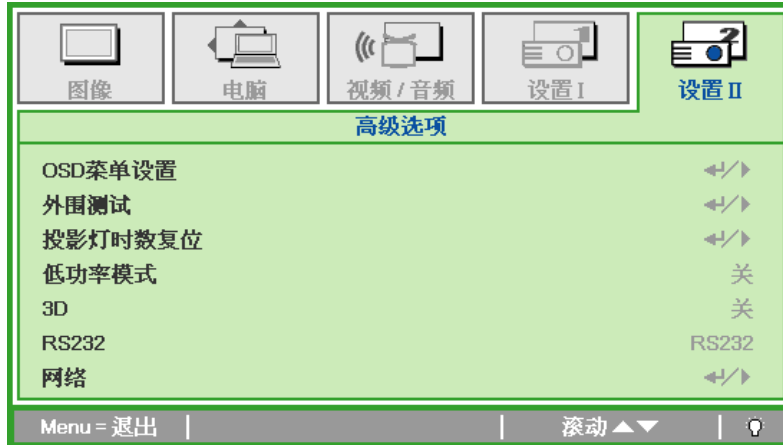 图像 电脑 视频 / 音频 设置 I 设置 II
高级选项
OSD菜单设置
外围测试
投影灯时数复位
低功率模式 关
3D 关
RS232 RS232
网络
Menu = 退出 滚动▲▼